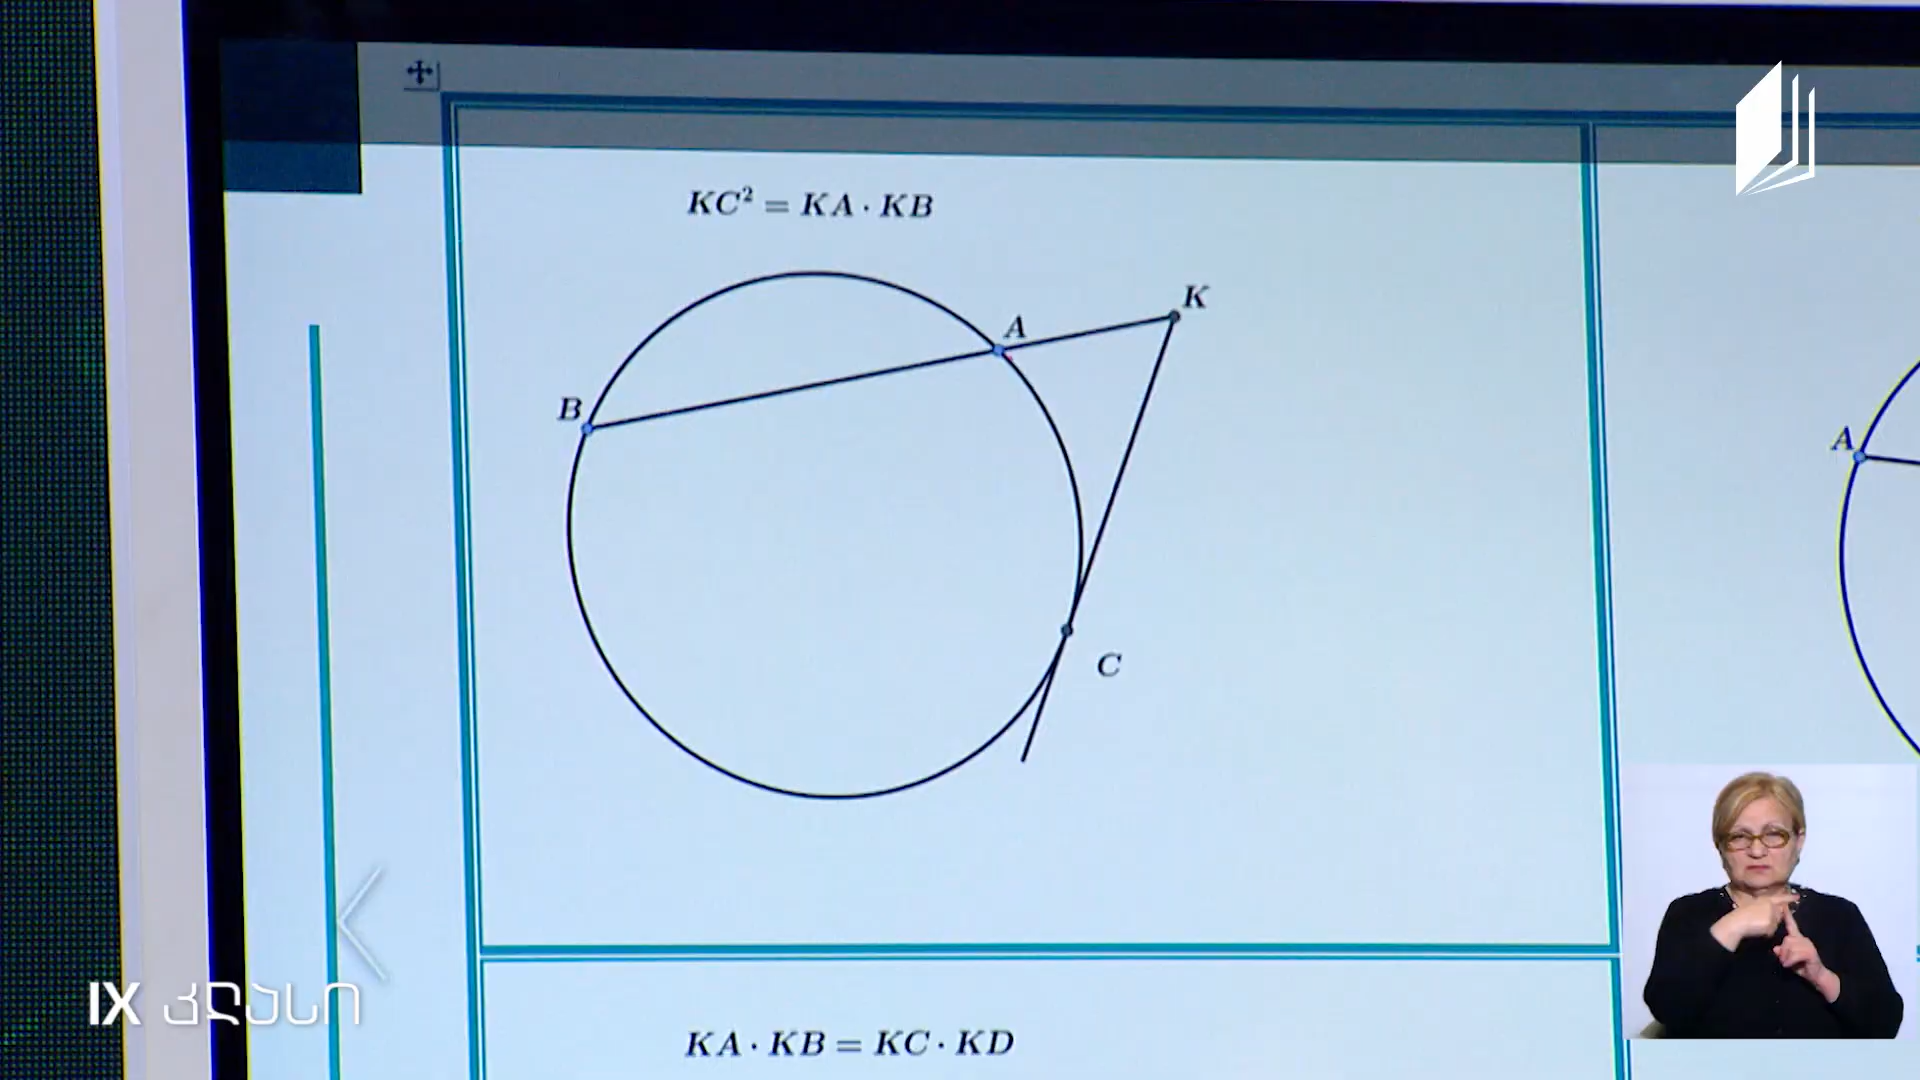 KC² = KA · KB
K
A
B
A
C
IX კლასი
KA · KB = KC · KD